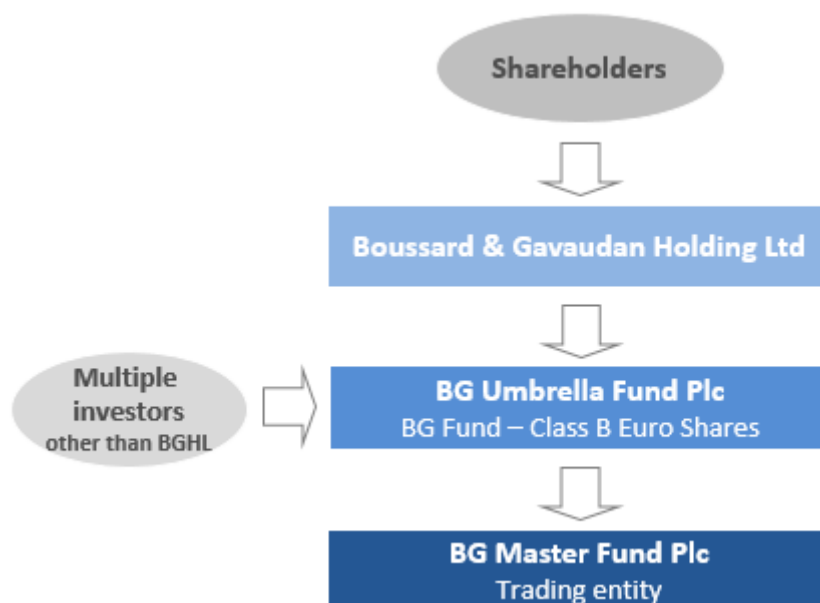 Shareholders
Boussard & Gavaudan Holding Ltd
Multiple
investors
other than BGHL
BG Umbrella Fund Plc
BG Fund – Class B Euro Shares
BG Master Fund Plc
Trading entity